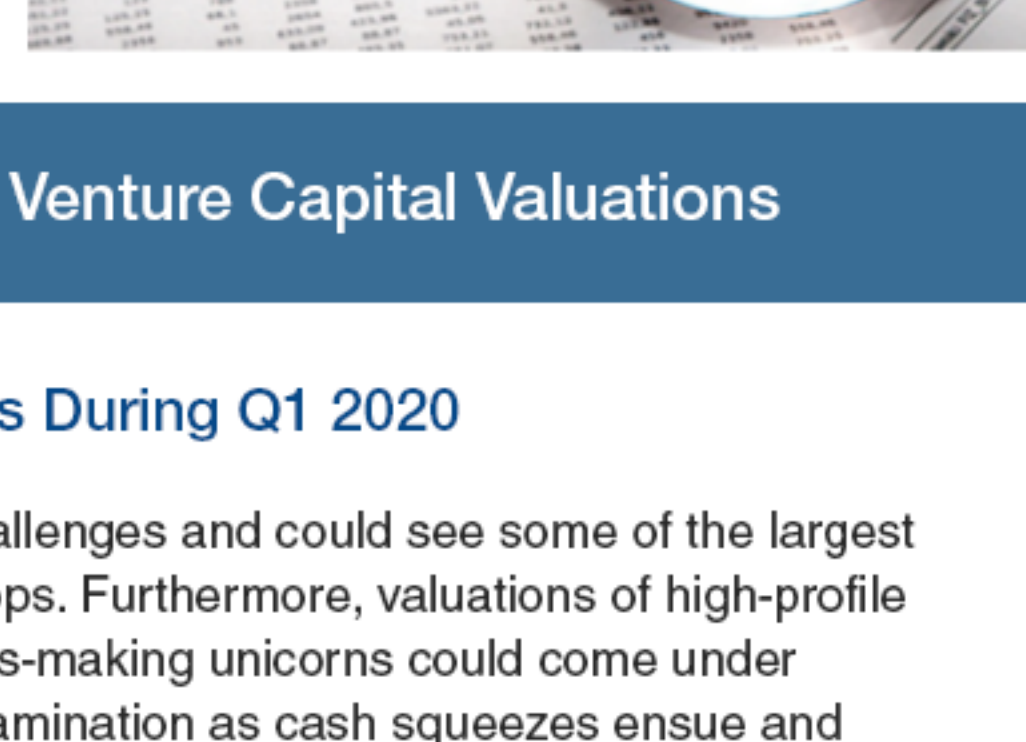 Venture Capital Valuations
s During Q1 2020
allenges and could see some of the largest
ops. Furthermore, valuations of high-profile
s-making unicorns could come under
amination as cash squeezes ensue and